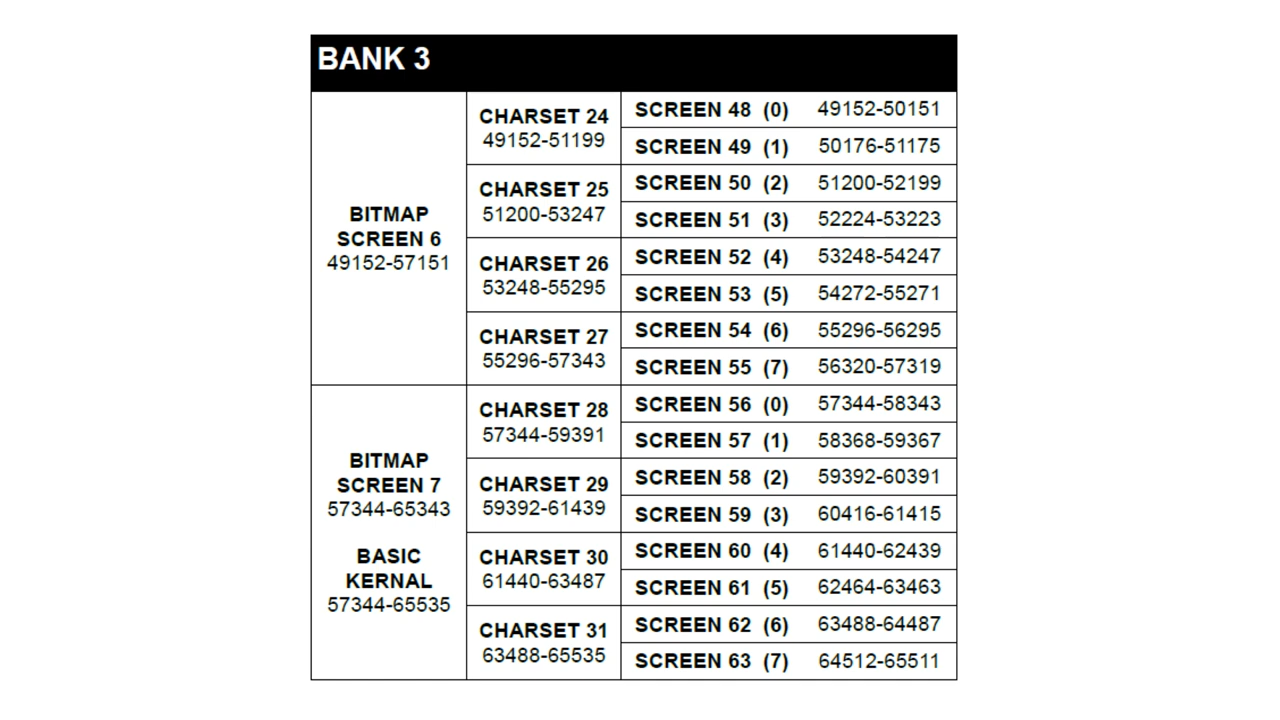 BANK 3
BITMAP
SCREEN 6
49152-57151
CHARSET 24
49152-51199
SCREEN 48 (0) 49152-50151
SCREEN 49 (1) 50176-51175
CHARSET 25
51200-53247
SCREEN 50 (2) 51200-52199
SCREEN 51 (3) 52224-53223
CHARSET 26
53248-55295
SCREEN 52 (4) 53248-54247
SCREEN 53 (5) 54272-55271
CHARSET 27
55296-57343
SCREEN 54 (6) 55296-56295
SCREEN 55 (7) 56320-57319
BITMAP
SCREEN 7
57344-65343
BASIC
KERNAL
57344-65535
CHARSET 28
57344-59391
SCREEN 56 (0) 57344-58343
SCREEN 57 (1) 58368-59367
CHARSET 29
59392-61439
SCREEN 58 (2) 59392-60391
SCREEN 59 (3) 60416-61415
CHARSET 30
61440-63487
SCREEN 60 (4) 61440-62439
SCREEN 61 (5) 62464-63463
CHARSET 31
63488-65535
SCREEN 62 (6) 63488-64487
SCREEN 63 (7) 64512-65511